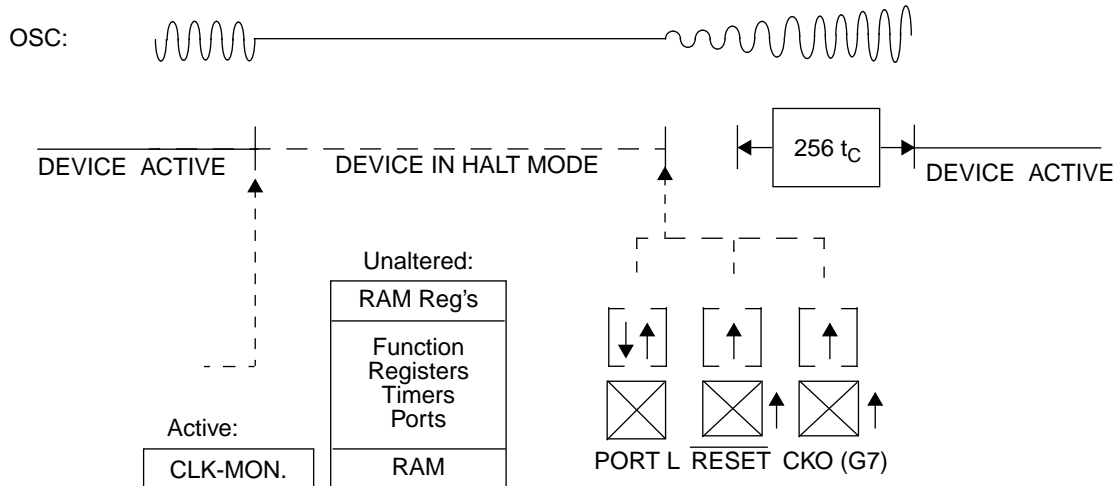 OSC:
256 tC
DEVICE ACTIVE
DEVICE IN HALT MODE
DEVICE ACTIVE
Unaltered:
RAM Reg's
Function
Registers
Timers
Ports
RAM
Active:
CLK-MON.
PORT L
RESET
CKO (G7)